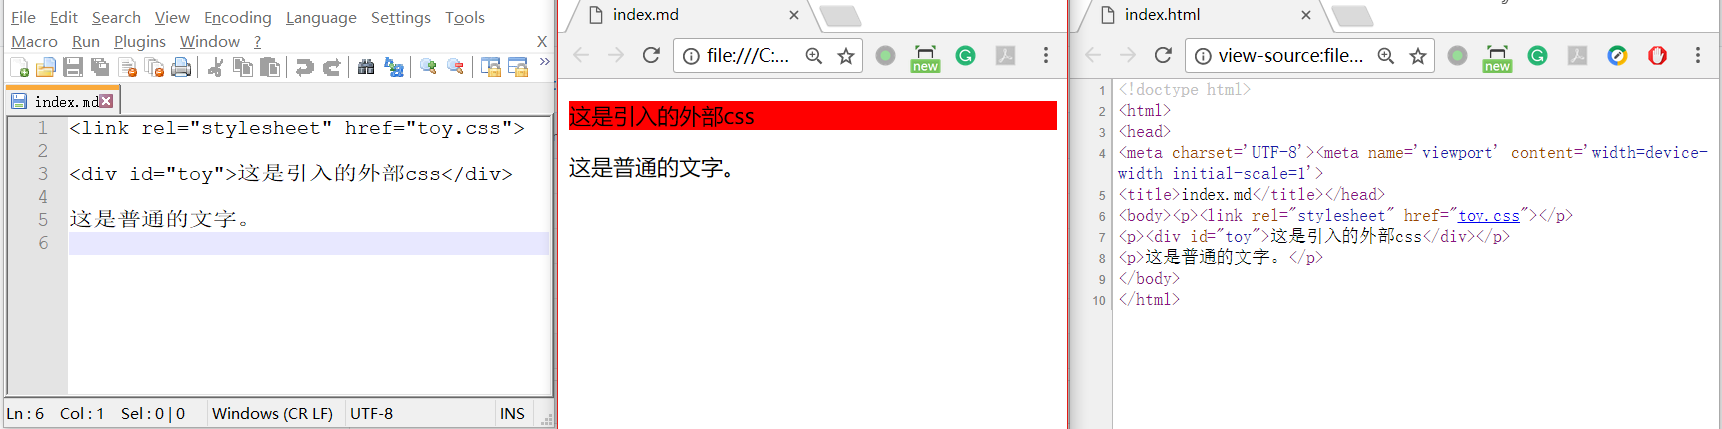 File Edit Search View Encoding Language Settings Tools
Macro Run Plugins Window ? X
index.md
1 <link rel="stylesheet" href="toy.css">
2
3 <div id="toy">这是引入的外部css</div>
4
5 这是普通的文字。
6
Ln : 6 Col : 1 Sel : 0 | 0 Windows (CR LF) UTF-8 INS
index.md
file:///C:...
new
这是引入的外部css
这是普通的文字。
index.html
view-source:file...
new
1 <!doctype html>
2 <html>
3 <head>
4 <meta charset='UTF-8'><meta name='viewport' content='width=device-
width initial-scale=1'>
5 <title>index.md</title></head>
6 <body><p><link rel="stylesheet" href="toy.css"></p>
7 <p><div id="toy">这是引入的外部css</div></p>
8 <p>这是普通的文字。</p>
9 </body>
10 </html>